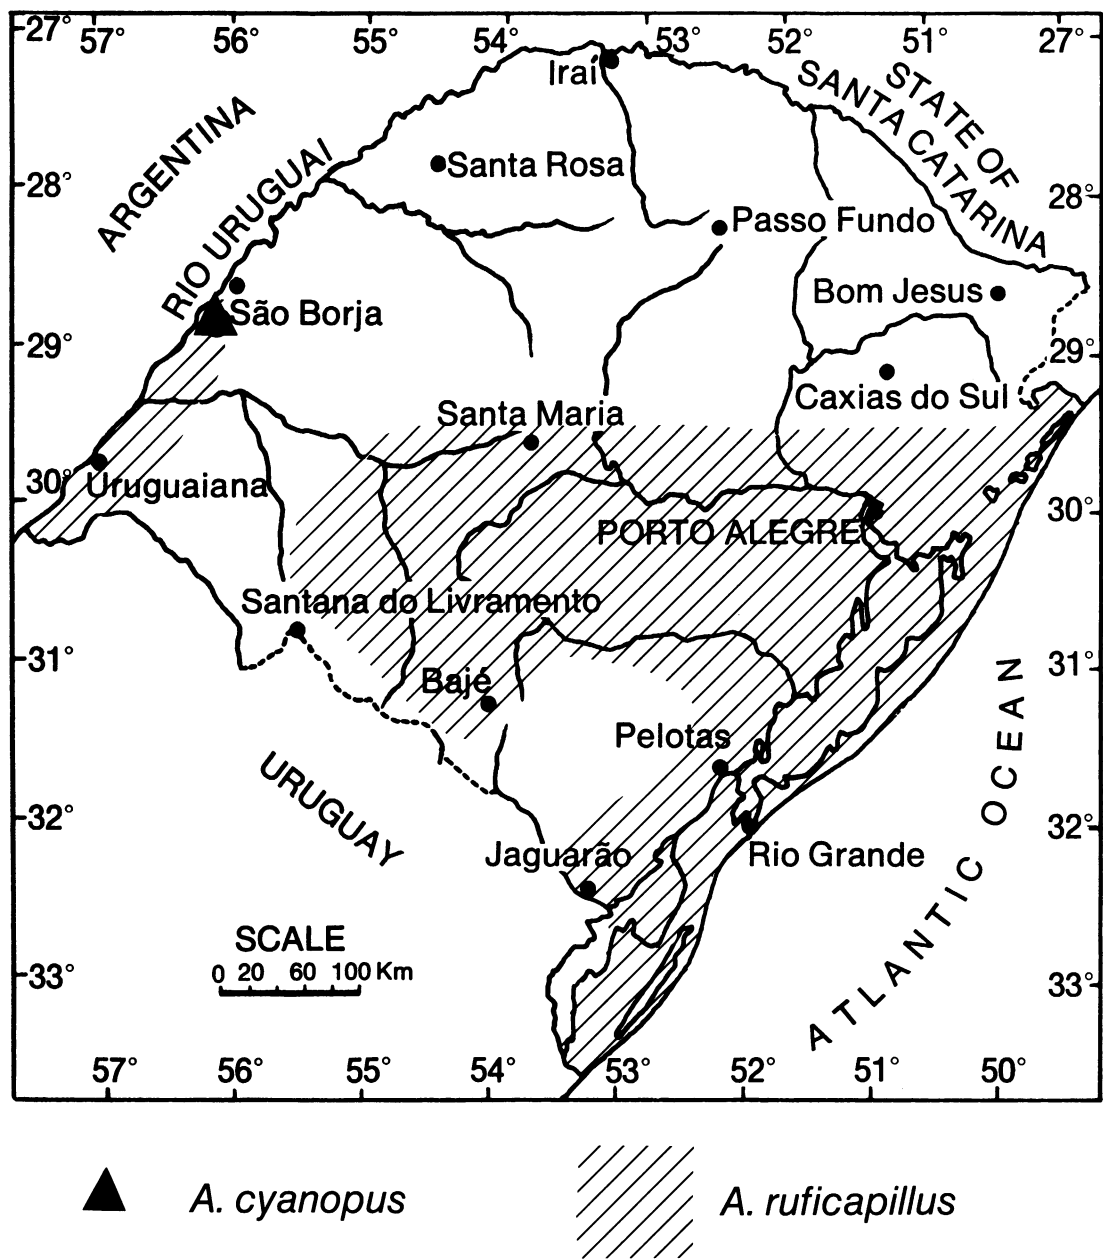 27°
57°
56°
55°
54°
53°
52°
51°
27°
Iraí
STATE OF
SANTA CATARINA
ARGENTINA
RIO URUGUAI
Santa Rosa
28°
28°
Passo Fundo
Bom Jesus
São Borja
29°
29°
Caxias do Sul
Santa Maria
30°
Uruguaiana
30°
PORTO ALEGRE
Santana do Livramento
31°
31°
Bajé
Pelotas
URUGUAY
32°
32°
Jaguarão
Rio Grande
ATLANTIC OCEAN
SCALE
0 20 60 100 Km
33°
33°
57°
56°
55°
54°
53°
52°
51°
50°
A. cyanopus
A. ruficapillus